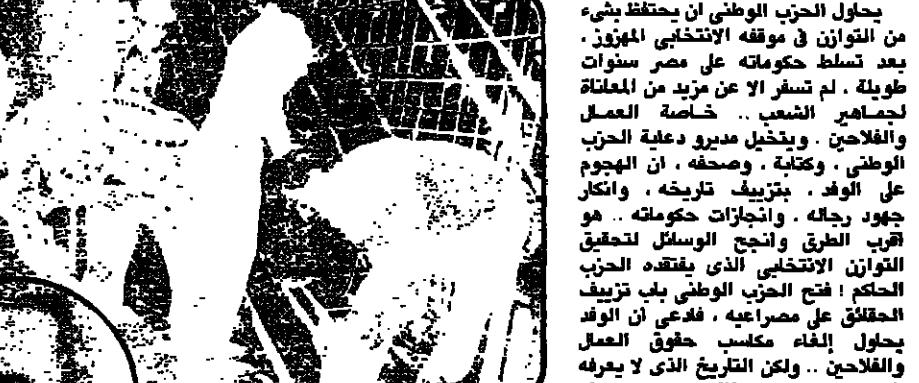 يحاول الحزب الوطنى ان يحتفظ بشىء
من التوازن فى موقفه الانتخابى المهزوز ،
بعد تسلط حكوماته على مصر سنوات
طويلة ، لم تسفر الا عن مزيد من المعاناة
لجماهير الشعب .. خاصة العمال
والفلاحين . ويتخيل مديرو دعاية الحزب
الوطنى ، وكتابة ، وصحفه ، ان الهجوم
على الوفد ، بتزييف تاريخه ، وانكار
جهود رجاله ، وانجازات حكوماته .. هو
اقرب الطرق وانجح الوسائل لتحقيق
التوازن الانتخابى الذى يفتقده الحزب
الحاكم ! فتح الحزب الوطنى باب تزييف
الحقائق على مصراعيه ، فادعى ان الوفد
يحاول إلغاء مكاسب حقوق العمال
والفلاحين .. ولكن التاريخ الذى لا يعرفه